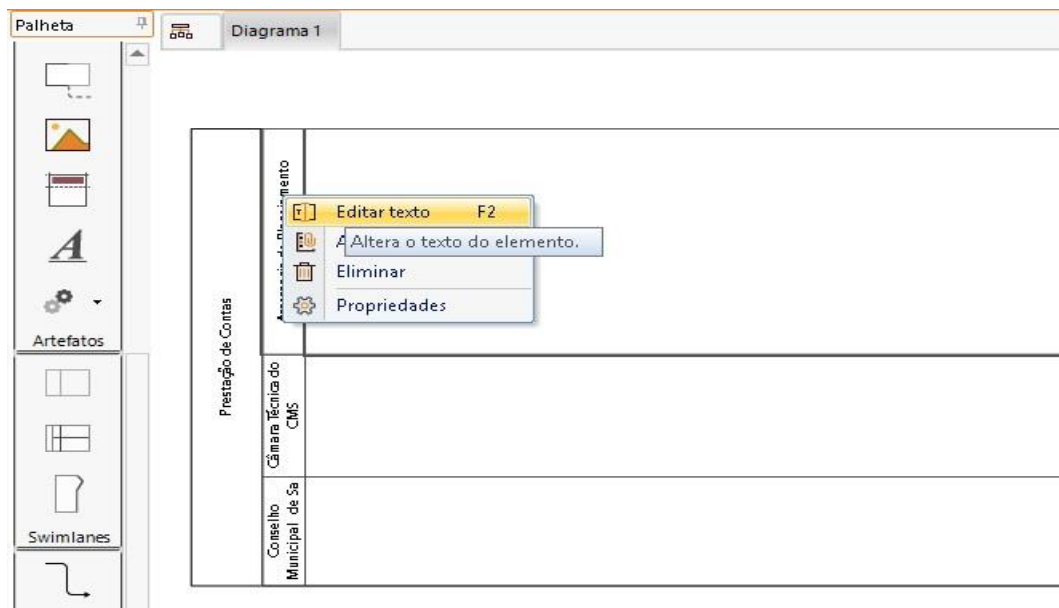 Palheta
Diagrama 1
Artefatos
Swimlanes
Prestação de Contas
Editar texto F2
Altera o texto do elemento.
Eliminar
Propriedades
Câmara Técnica do
CMS
Conselho
Municipal de Sa